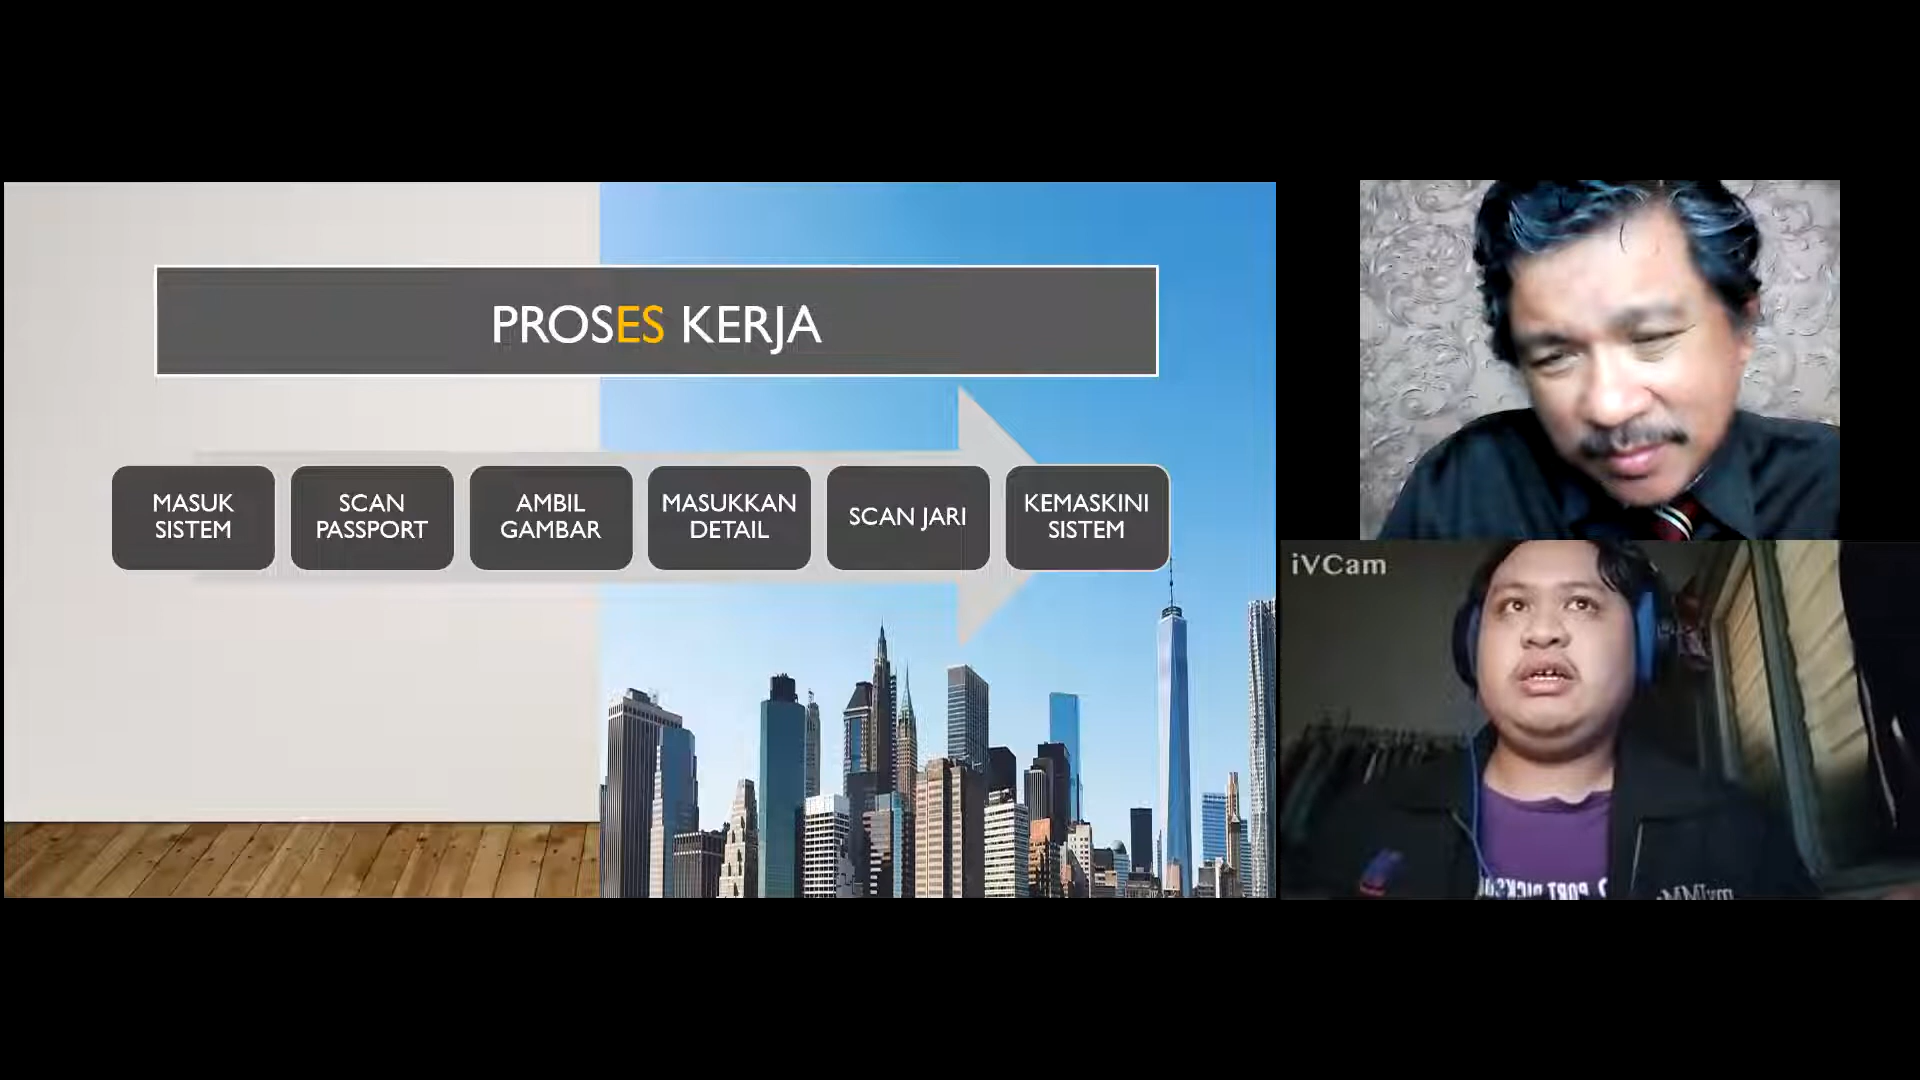 PROSES KERJA
MASUK
SISTEM
SCAN
PASSPORT
AMBIL
GAMBAR
MASUKKAN
DETAIL
SCAN JARI
KEMASKINI
SISTEM
iVCam